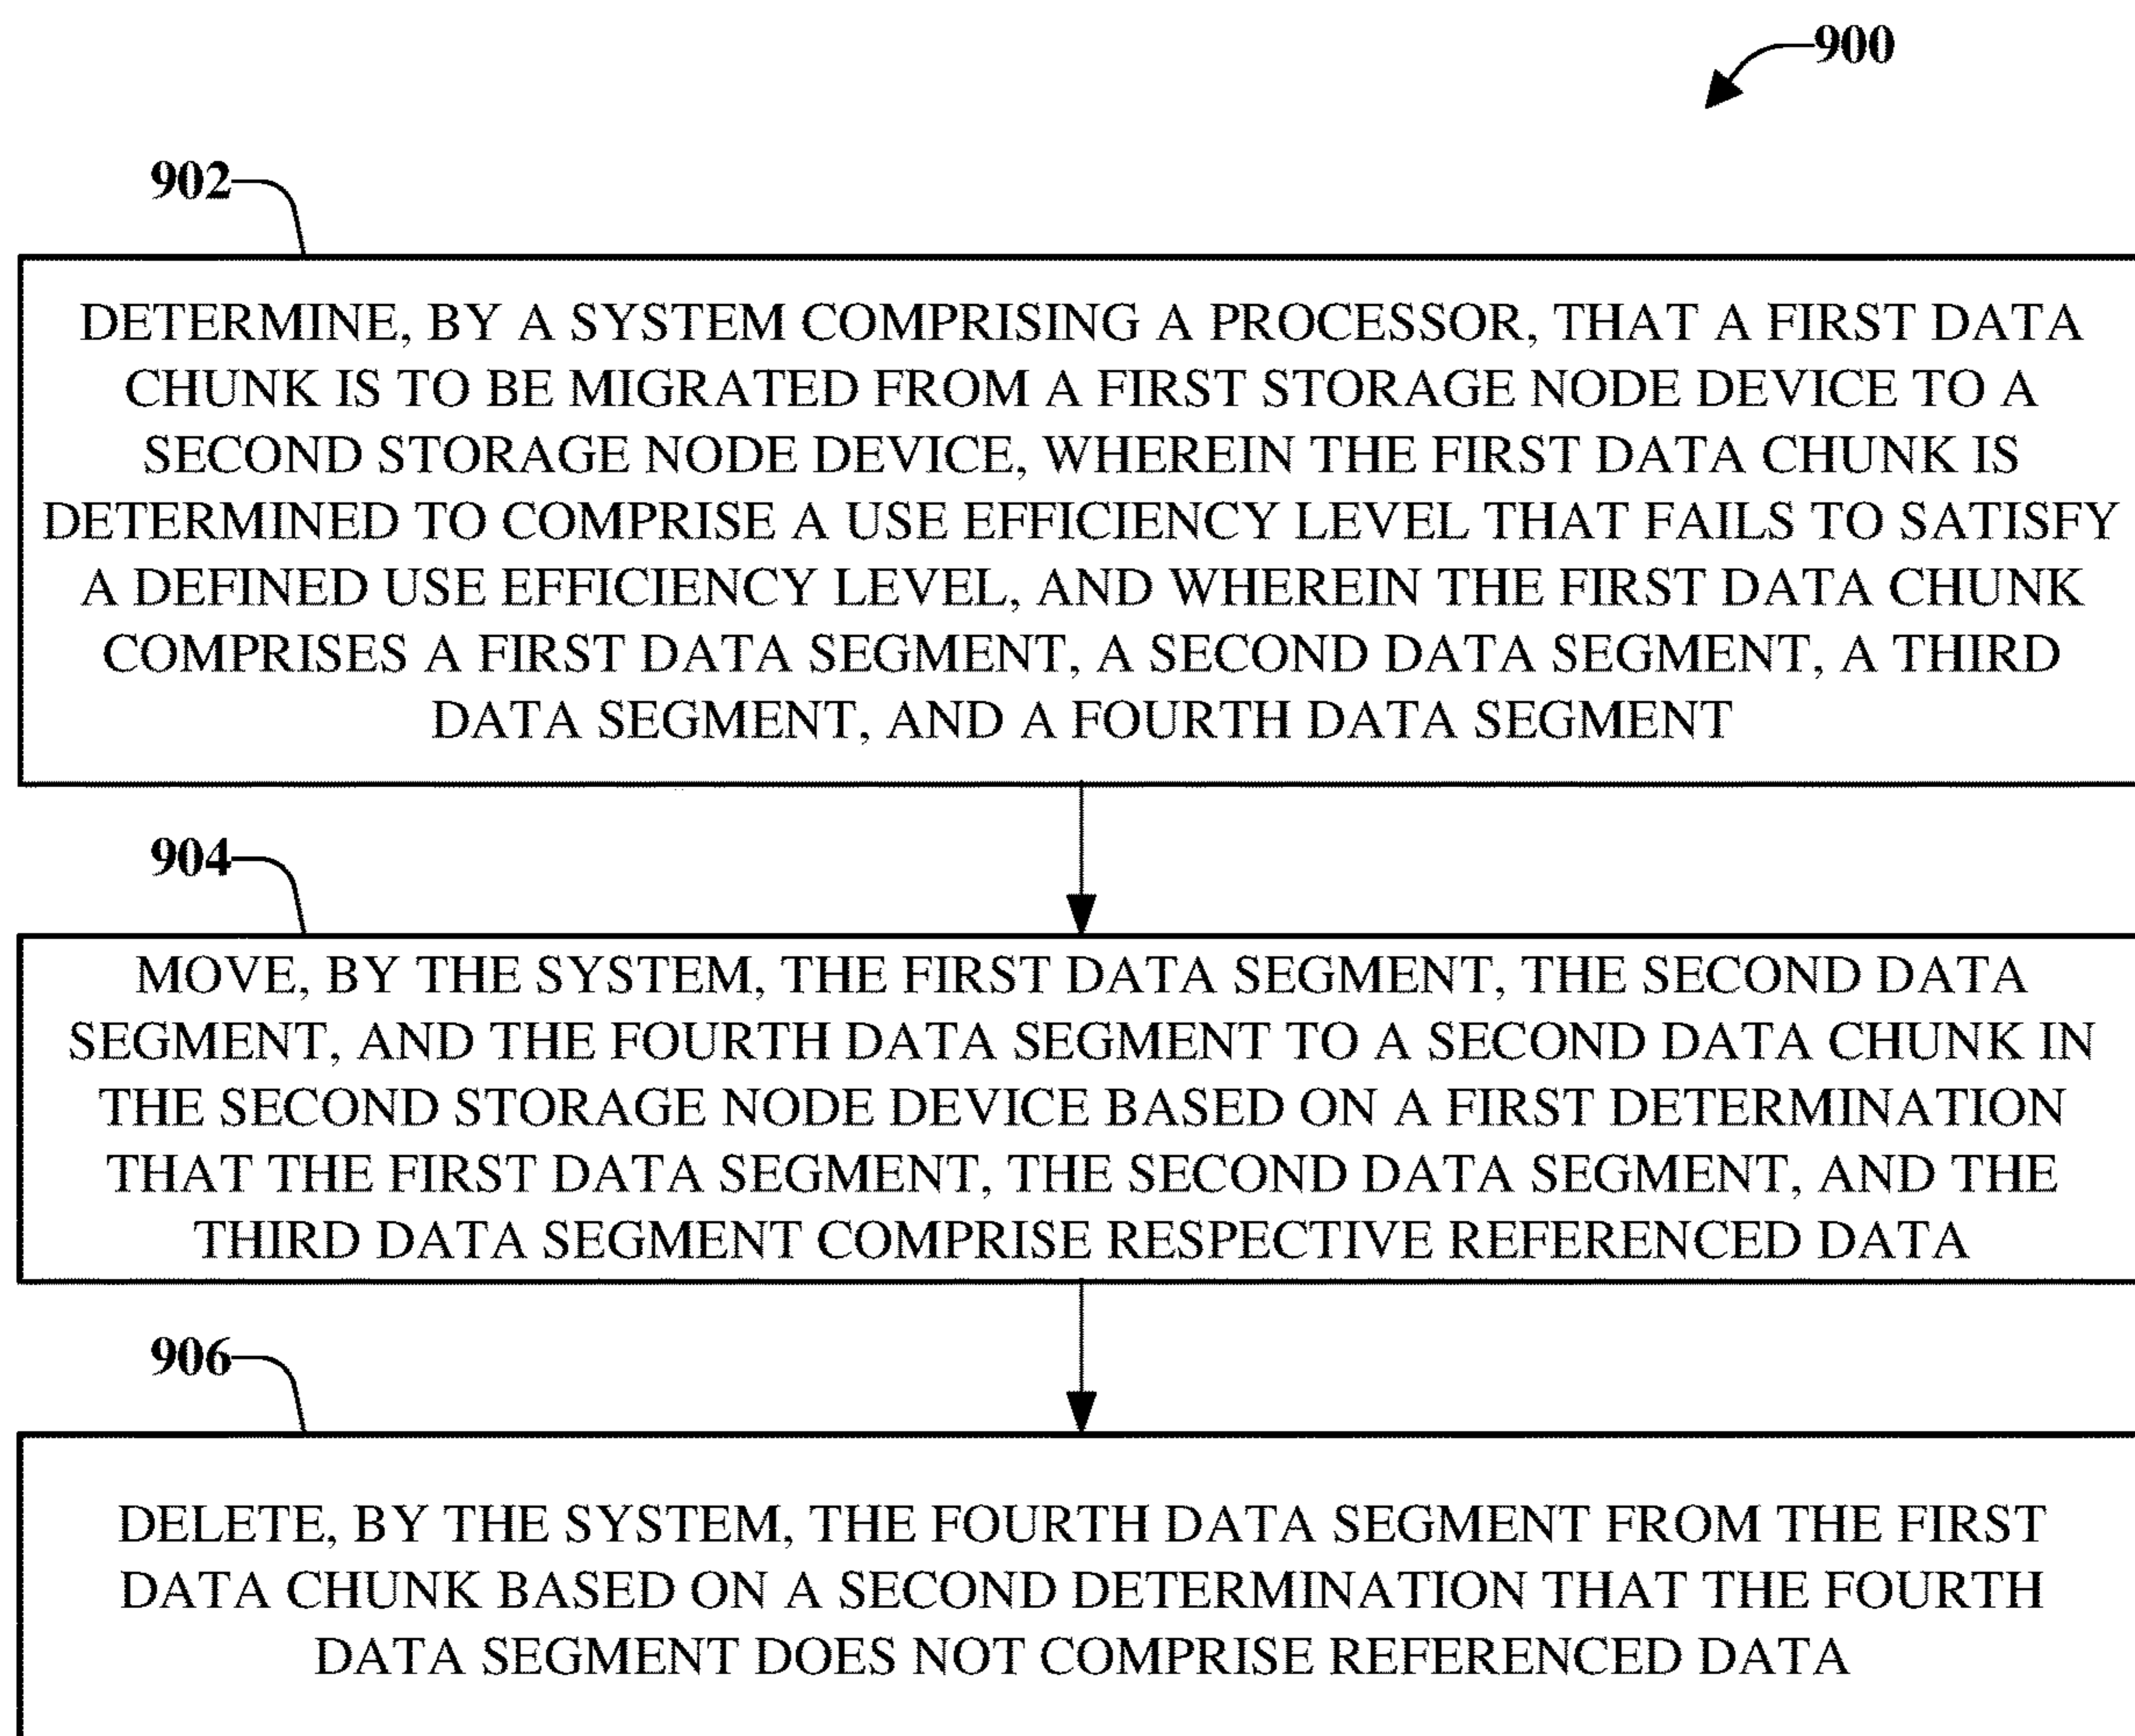 900
902
DETERMINE, BY A SYSTEM COMPRISING A PROCESSOR, THAT A FIRST DATA
CHUNK IS TO BE MIGRATED FROM A FIRST STORAGE NODE DEVICE TO A
SECOND STORAGE NODE DEVICE, WHEREIN THE FIRST DATA CHUNK IS
DETERMINED TO COMPRISE A USE EFFICIENCY LEVEL THAT FAILS TO SATISFY
A DEFINED USE EFFICIENCY LEVEL, AND WHEREIN THE FIRST DATA CHUNK
COMPRISES A FIRST DATA SEGMENT, A SECOND DATA SEGMENT, A THIRD
DATA SEGMENT, AND A FOURTH DATA SEGMENT
904
MOVE, BY THE SYSTEM, THE FIRST DATA SEGMENT, THE SECOND DATA
SEGMENT, AND THE FOURTH DATA SEGMENT TO A SECOND DATA CHUNK IN
THE SECOND STORAGE NODE DEVICE BASED ON A FIRST DETERMINATION
THAT THE FIRST DATA SEGMENT, THE SECOND DATA SEGMENT, AND THE
THIRD DATA SEGMENT COMPRISE RESPECTIVE REFERENCED DATA
906
DELETE, BY THE SYSTEM, THE FOURTH DATA SEGMENT FROM THE FIRST
DATA CHUNK BASED ON A SECOND DETERMINATION THAT THE FOURTH
DATA SEGMENT DOES NOT COMPRISE REFERENCED DATA